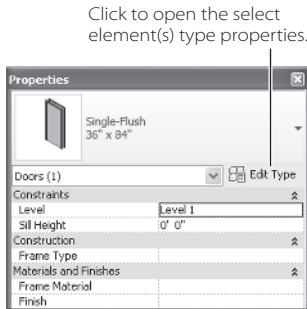 Click to open the select
element(s) type properties.
Properties
Single-Flush
36" x 84"
Doors (1)
Edit Type
Constraints
Level
Level 1
Sill Height
0' 0"
Construction
Frame Type
Materials and Finishes
Frame Material
Finish